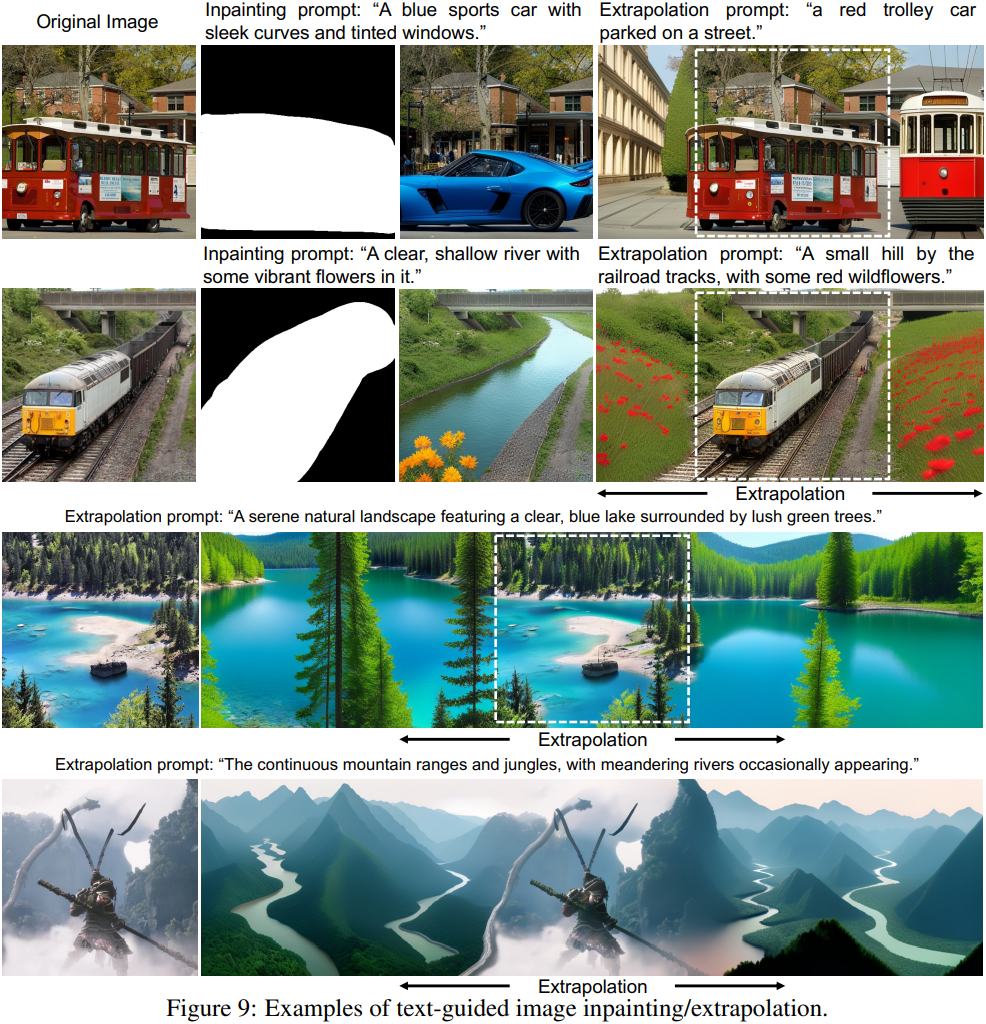 Original Image
Inpainting prompt: “A blue sports car with
sleek curves and tinted windows.”
Extrapolation prompt: “a red trolley car
parked on a street.”
Inpainting prompt: “A clear, shallow river with
some vibrant flowers in it.”
Extrapolation prompt: “A small hill by the
railroad tracks, with some red wildflowers.”
Extrapolation
Extrapolation prompt: “A serene natural landscape featuring a clear, blue lake surrounded by lush green trees.”
Extrapolation
Extrapolation prompt: “The continuous mountain ranges and jungles, with meandering rivers occasionally appearing.”
Extrapolation
Figure 9: Examples of text-guided image inpainting/extrapolation.